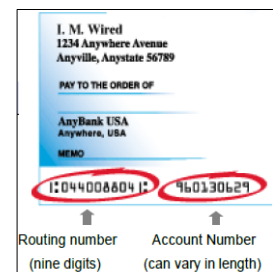 I. M. Wired
1234 Anywhere Avenue
Anyville, Anystate 56789
PAY TO THE ORDER OF
AnyBank USA
Anywhere, USA
MEMO
⑆044008804⑆ 960130629
Routing number Account Number
(nine digits) (can vary in length)